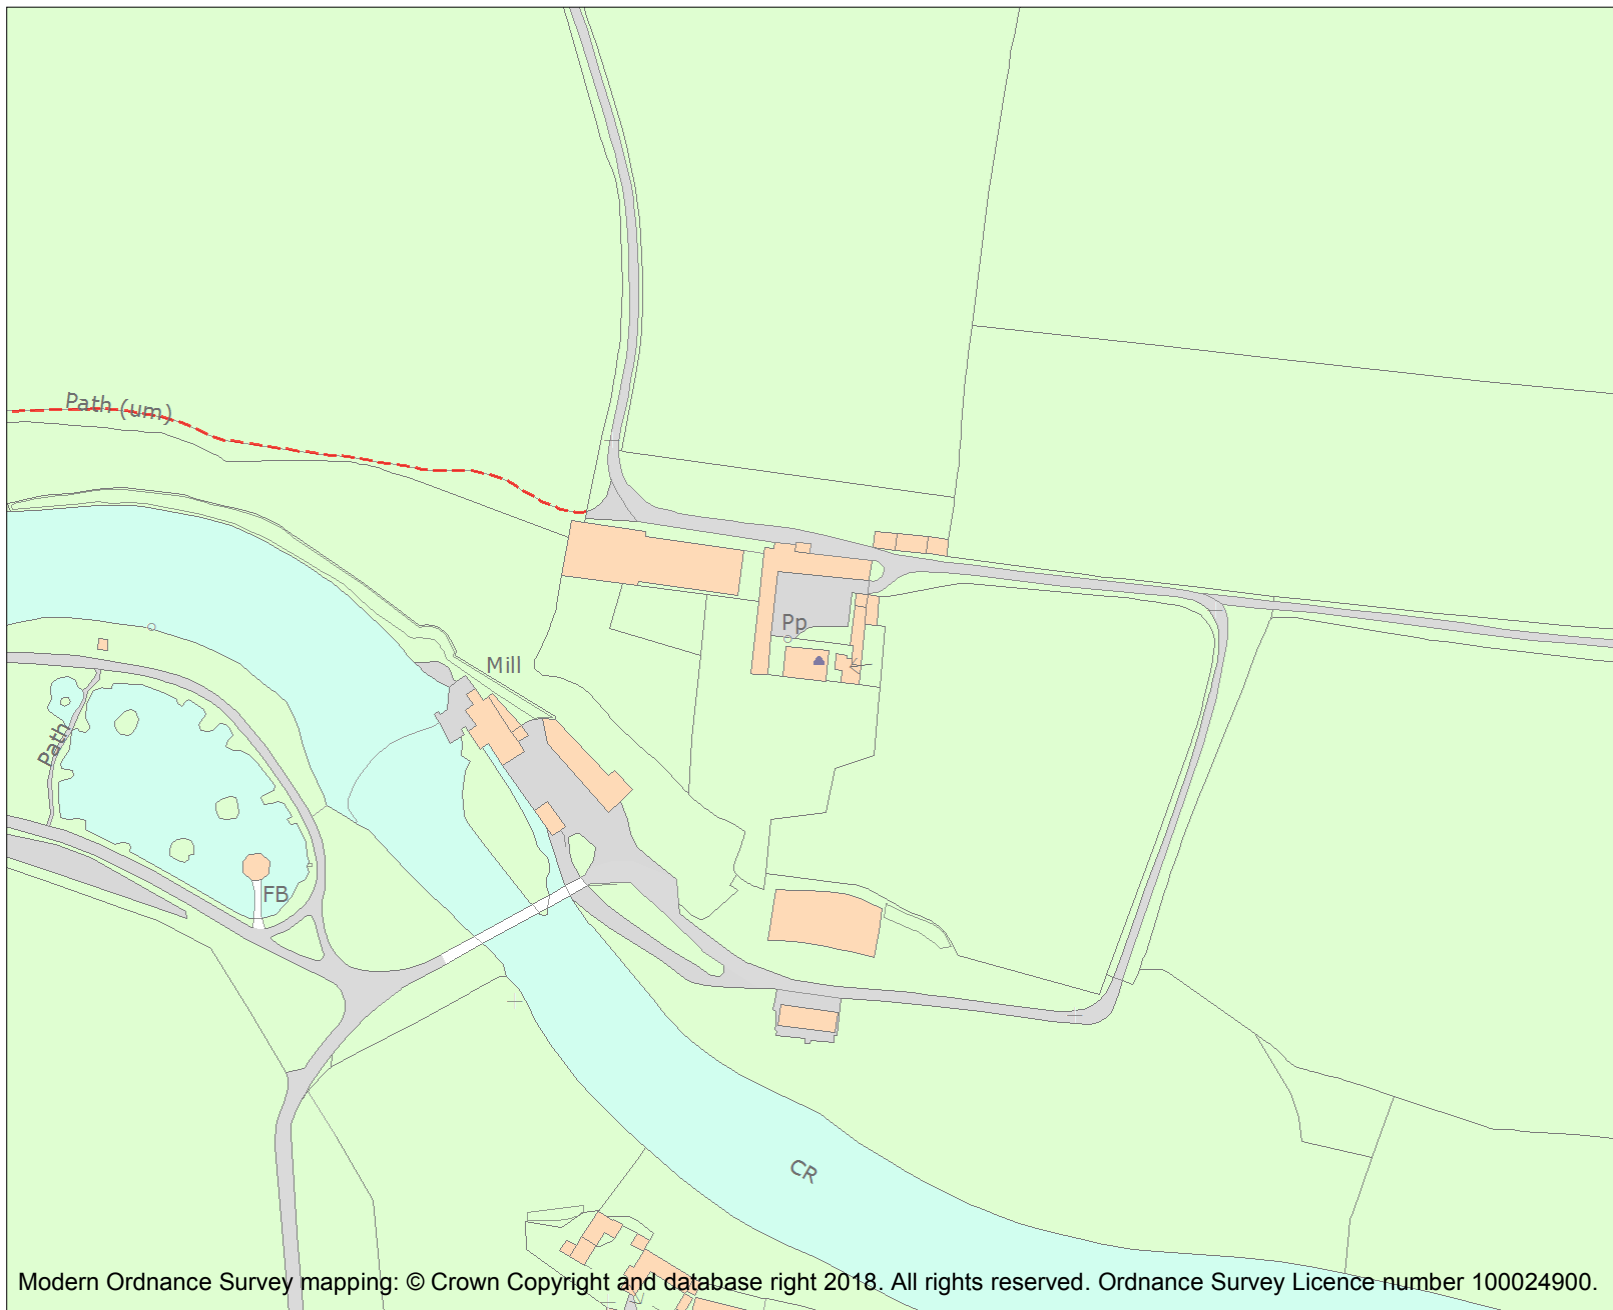 Path (um)
Pp
Mill
Path
FB
CR
Modern Ordnance Survey mapping: © Crown Copyright and database right 2018. All rights reserved. Ordnance Survey Licence number 100024900.